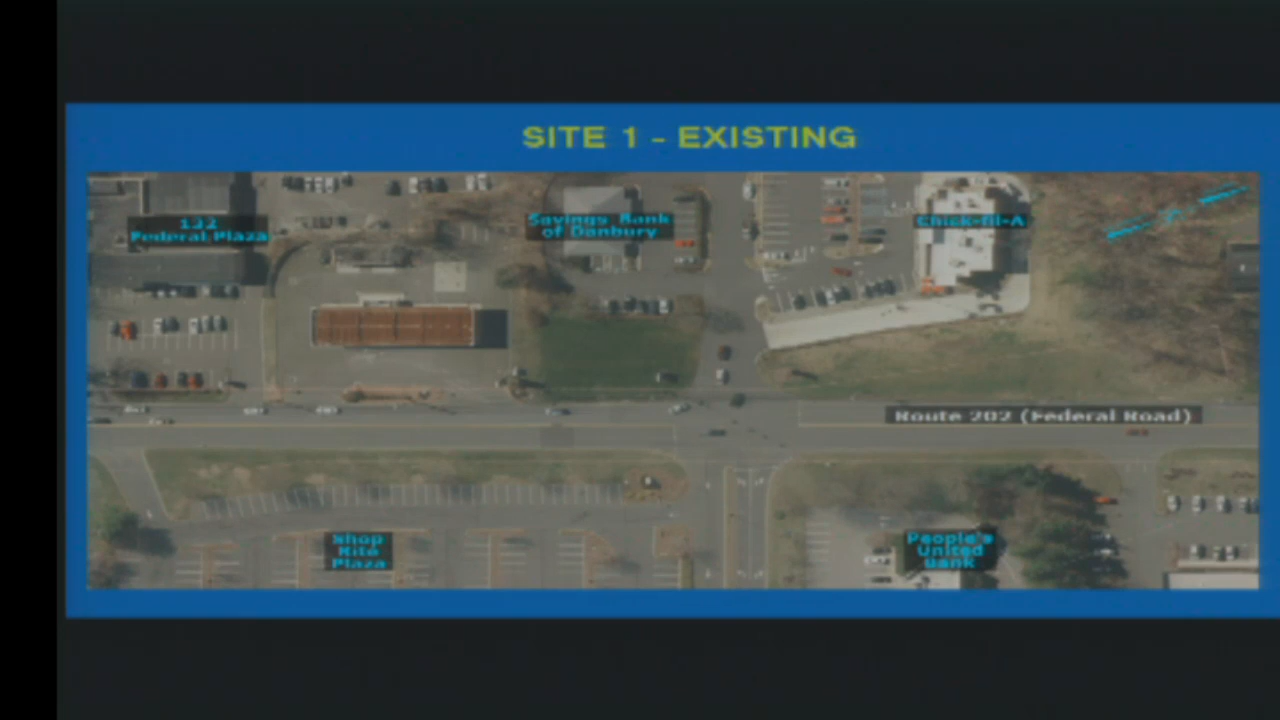 SITE 1 - EXISTING
132
Federal Plaza
Savings Bank
of Danbury
Chick-fil-A
Route 202 (Federal Road)
Shop
Rite
Plaza
People's
United
Bank